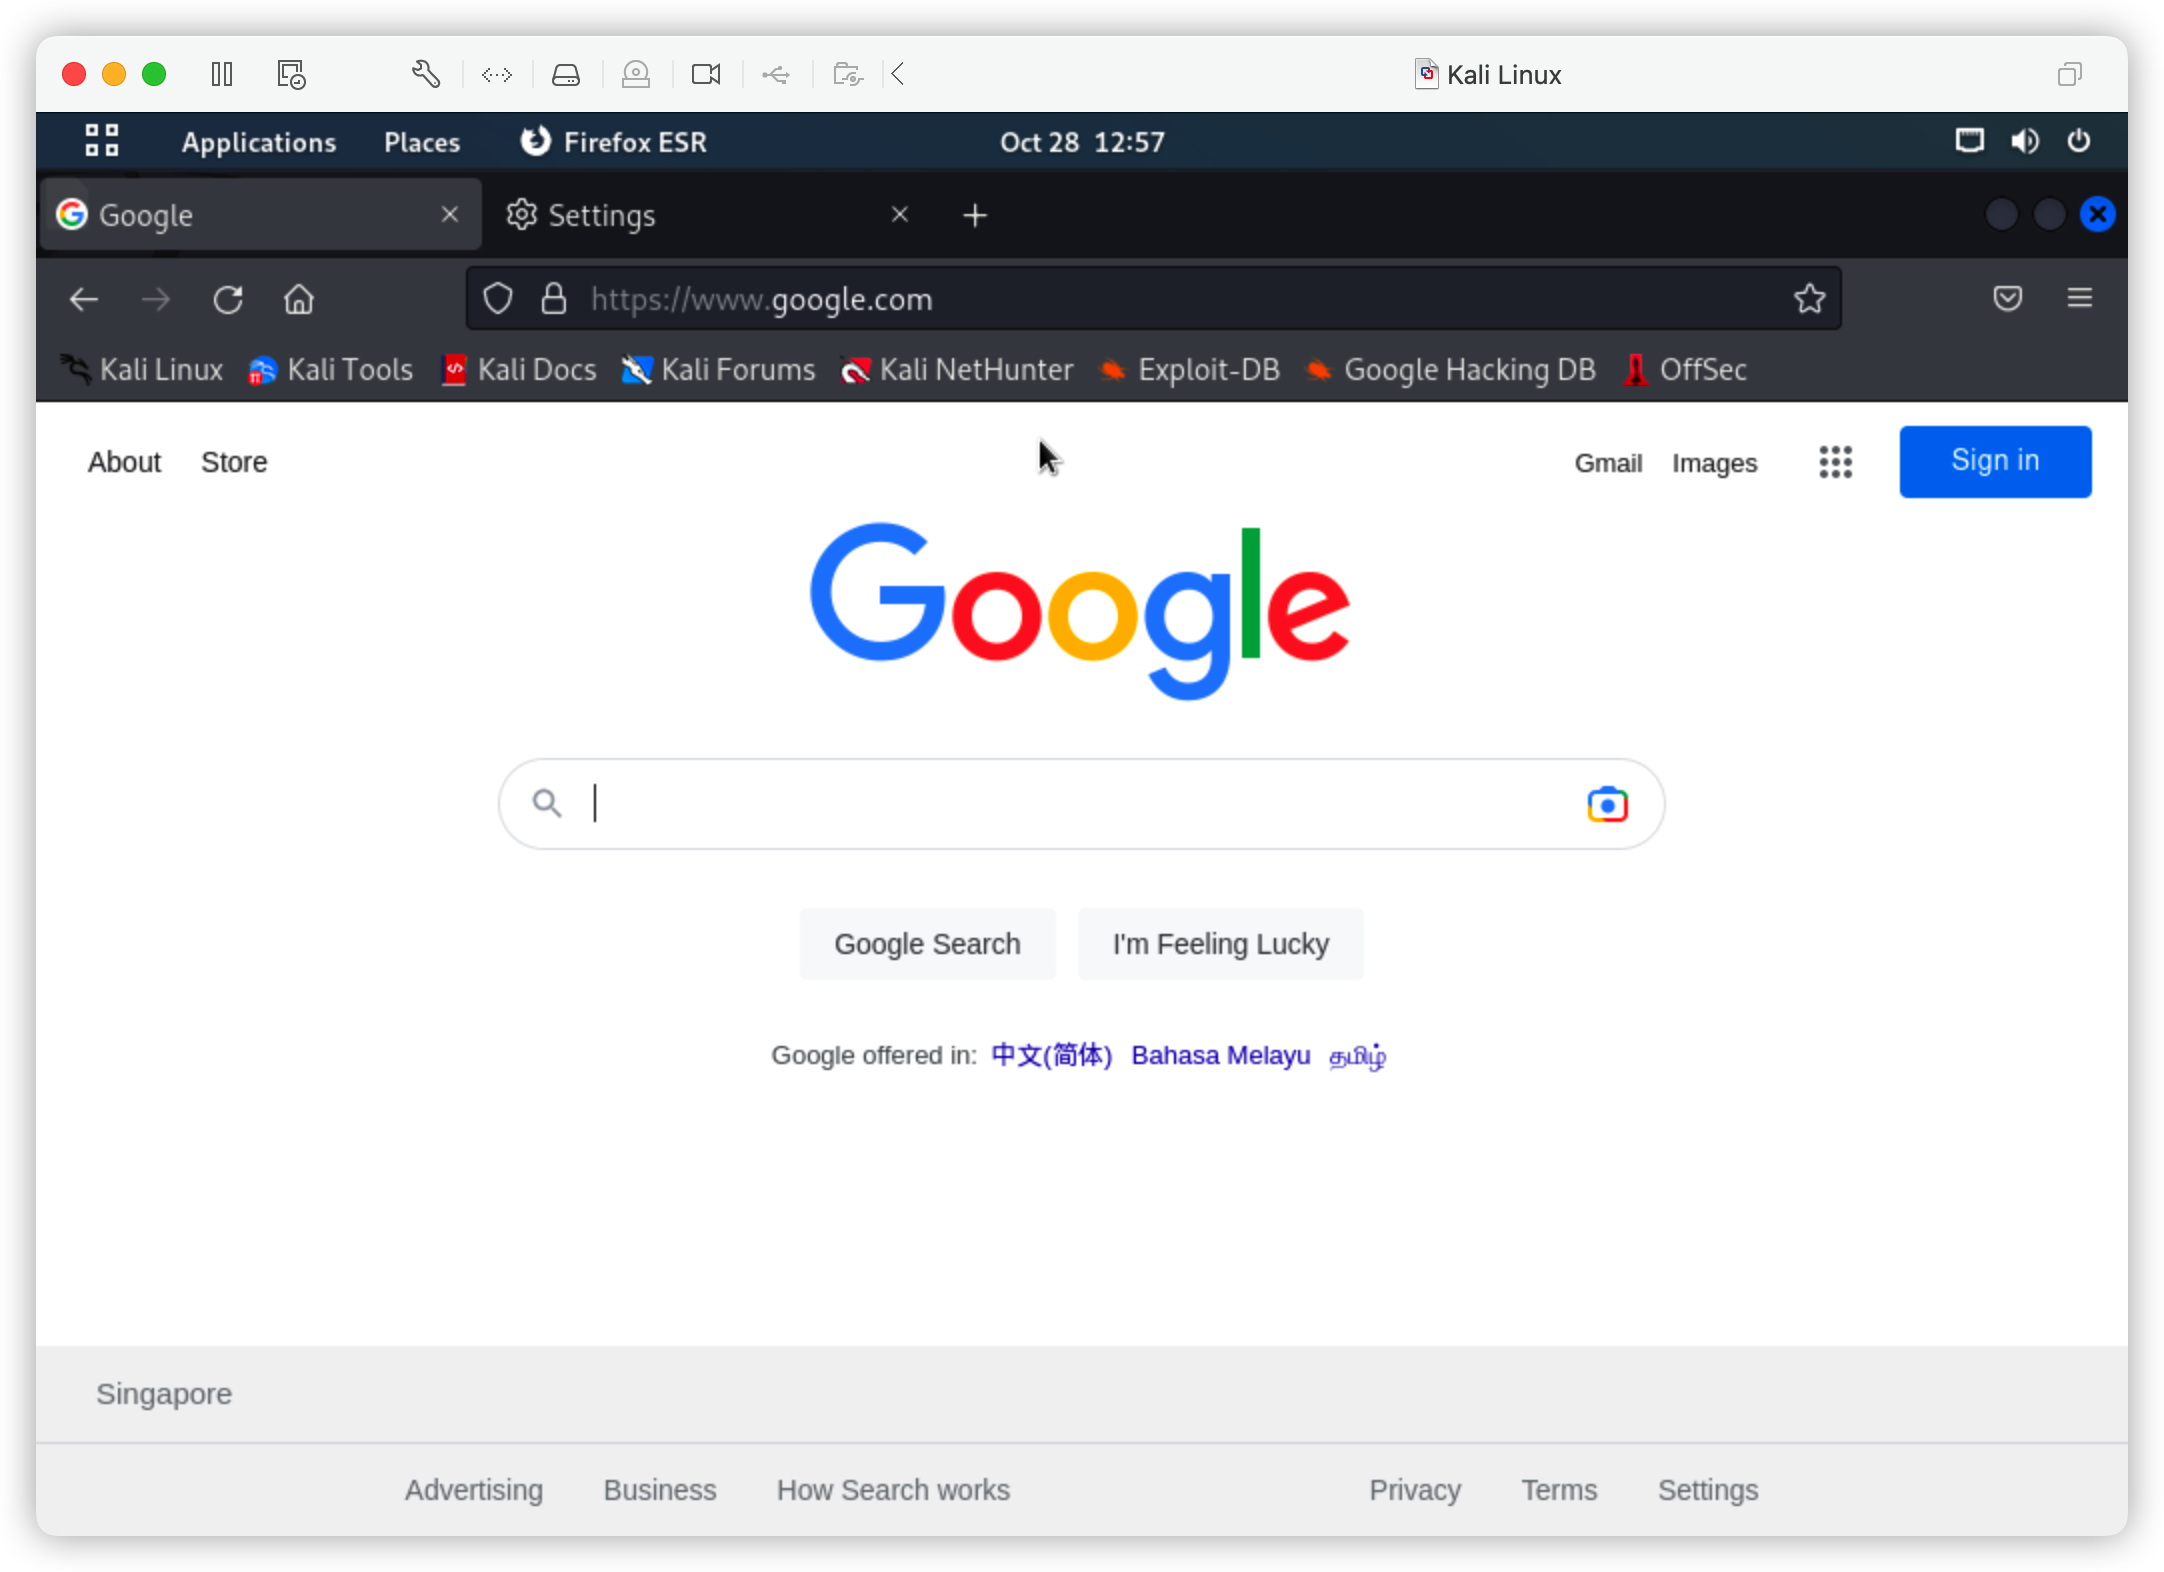 Kali Linux
Applications Places Firefox ESR Oct 28 12:57
Google Settings
https://www.google.com
Kali Linux Kali Tools Kali Docs Kali Forums Kali NetHunter Exploit-DB Google Hacking DB OffSec
About Store Gmail Images Sign in
Google
Google Search I'm Feeling Lucky
Google offered in: 中文(简体) Bahasa Melayu தமிழ்
Singapore
Advertising Business How Search works Privacy Terms Settings